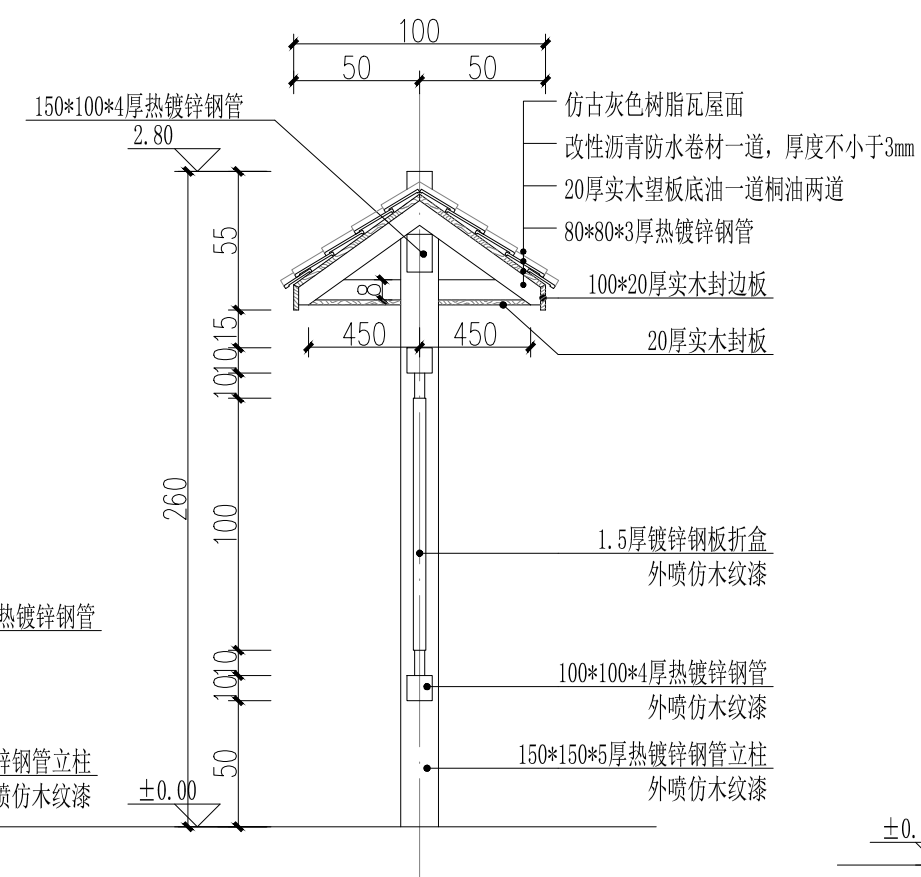 100
50
50
150*100*4厚热镀锌钢管
2.80
仿古灰色树脂瓦屋面
改性沥青防水卷材一道，厚度不小于3mm
20厚实木望板底油一道桐油两道
80*80*3厚热镀锌钢管
55
8
100*20厚实木封边板
15
450
450
20厚实木封板
10
10
260
100
1.5厚镀锌钢板折盒
外喷仿木纹漆
热镀锌钢管
10
10
100*100*4厚热镀锌钢管
外喷仿木纹漆
50
150*150*5厚热镀锌钢管立柱
外喷仿木纹漆
锌钢管立柱
喷仿木纹漆
±0.00
±0.